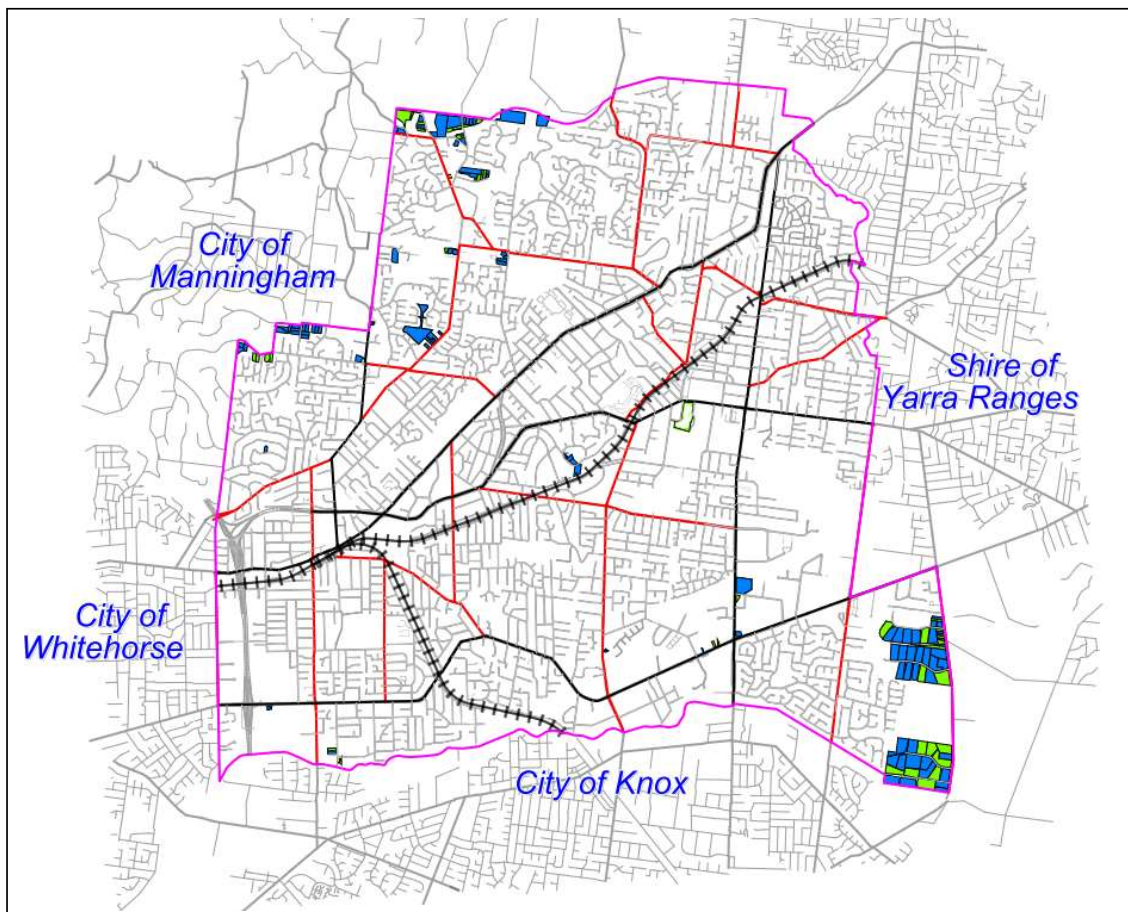 City of
Manningham
Shire of
Yarra Ranges
City of
Whitehorse
City of Knox